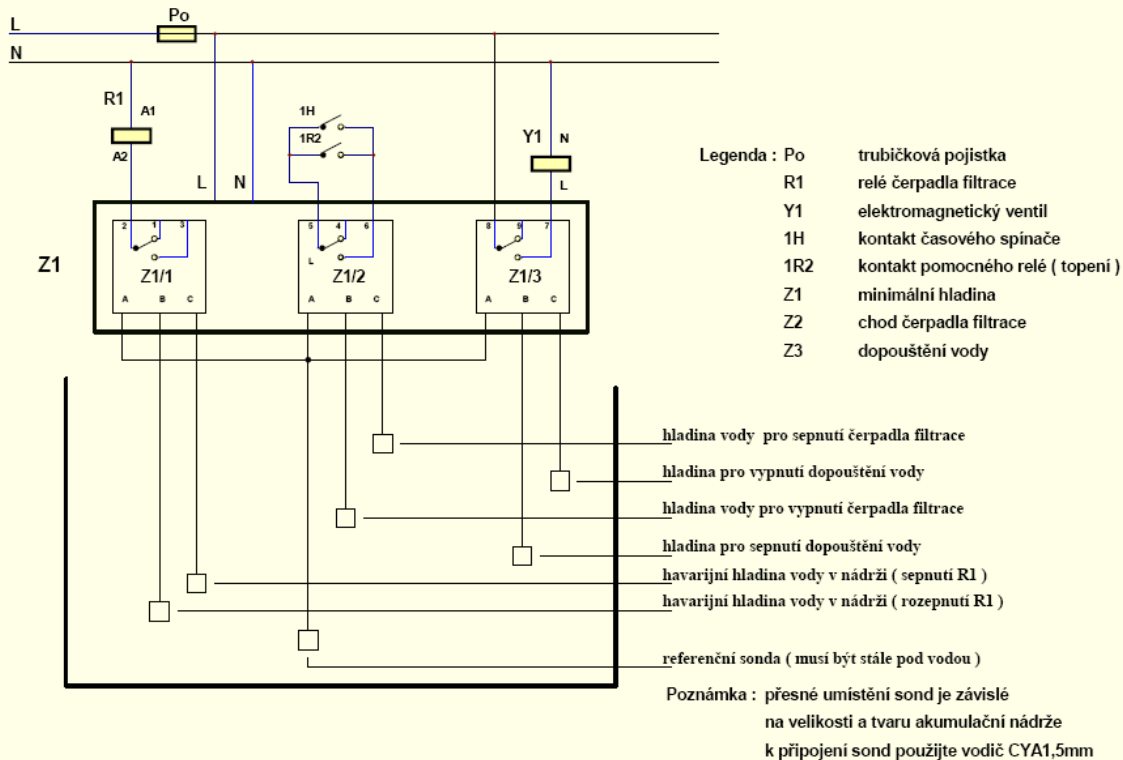 L
Po
N
R1
A1
A2
1H
1R2
Y1
N
L
L
N
Legenda : Po trubičková pojistka
R1 relé čerpadla filtrace
Y1 elektromagnetický ventil
1H kontakt časového spínače
1R2 kontakt pomocného relé ( topení )
Z1 minimální hladina
Z2 chod čerpadla filtrace
Z3 dopouštění vody
Z1
2 1 3
Z1/1
A B C
5 4 6
L
Z1/2
A B C
8 9 7
Z1/3
A B C
hladina vody pro sepnutí čerpadla filtrace
hladina pro vypnutí dopouštění vody
hladina vody pro vypnutí čerpadla filtrace
hladina pro sepnutí dopouštění vody
havarijní hladina vody v nádrži ( sepnutí R1 )
havarijní hladina vody v nádrži ( rozepnutí R1 )
referenční sonda ( musí být stále pod vodou )
Poznámka : přesné umístění sond je závislé
na velikosti a tvaru akumulační nádrže
k připojení sond použijte vodič CYA1,5mm